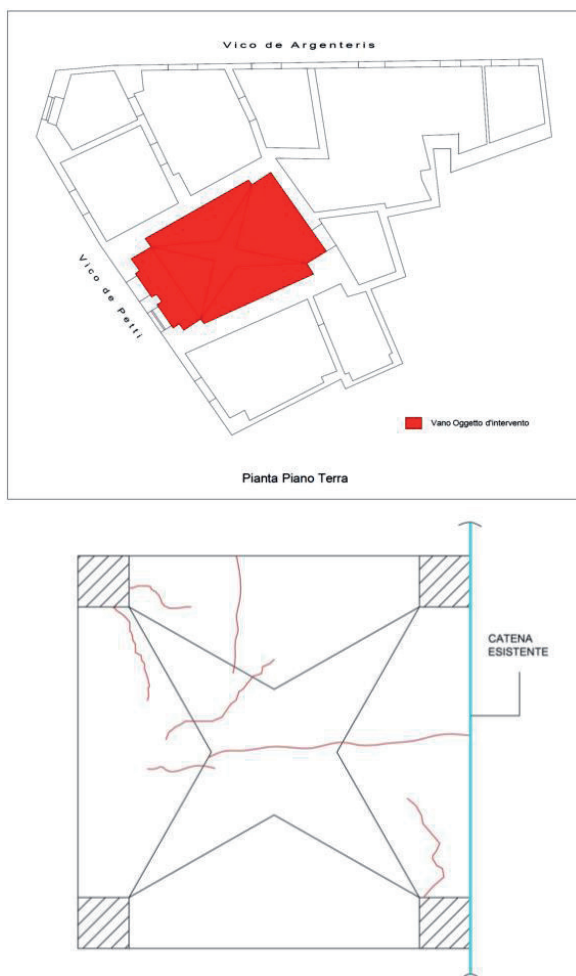 Vico de Argenteris
Vico de Petti
Vano Oggetto d'intervento
Pianta Piano Terra
CATENA
ESISTENTE